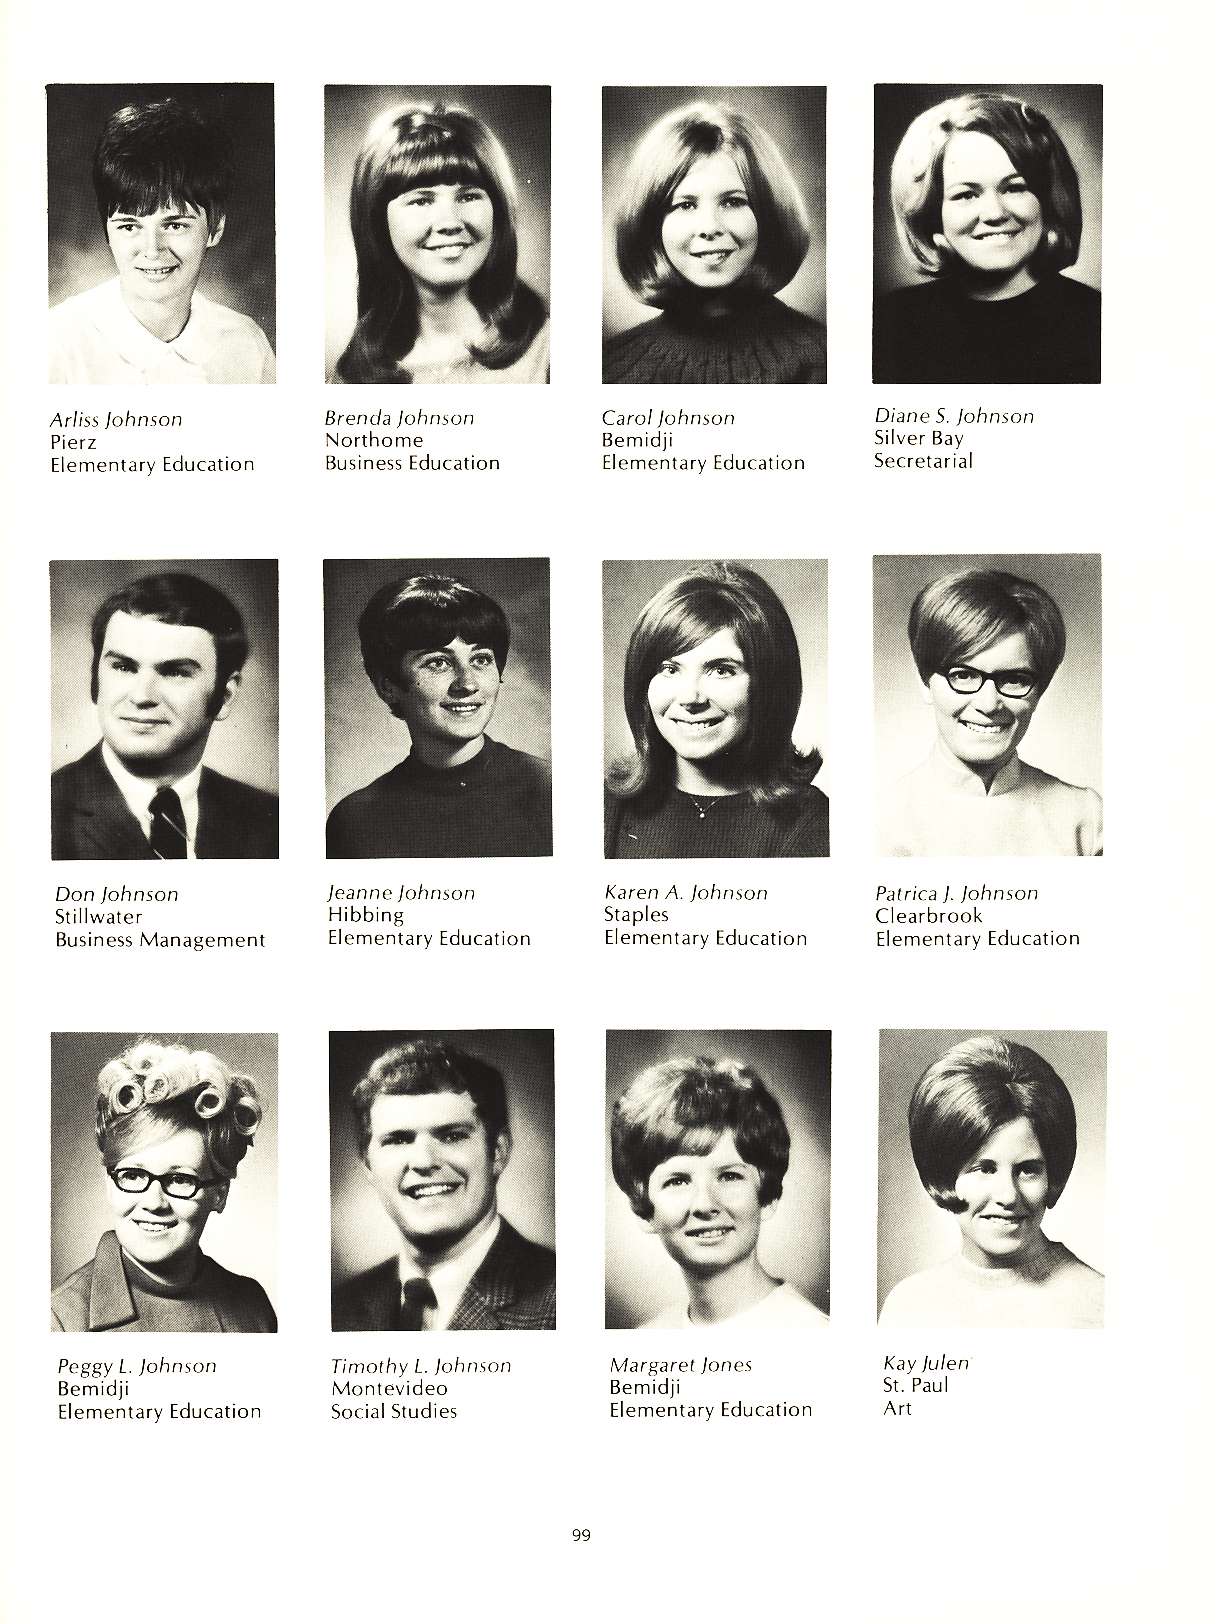 Arliss Johnson
Pierz
Elementary Education
Brenda Johnson
Northome
Business Education
Carol Johnson
Bemidji
Elementary Education
Diane S. Johnson
Silver Bay
Secretarial
Don Johnson
Stillwater
Business Management
Jeanne Johnson
Hibbing
Elementary Education
Karen A. Johnson
Staples
Elementary Education
Patrica J. Johnson
Clearbrook
Elementary Education
Peggy L. Johnson
Bemidji
Elementary Education
Timothy L. Johnson
Montevideo
Social Studies
Margaret Jones
Bemidji
Elementary Education
Kay Julen
St. Paul
Art
99